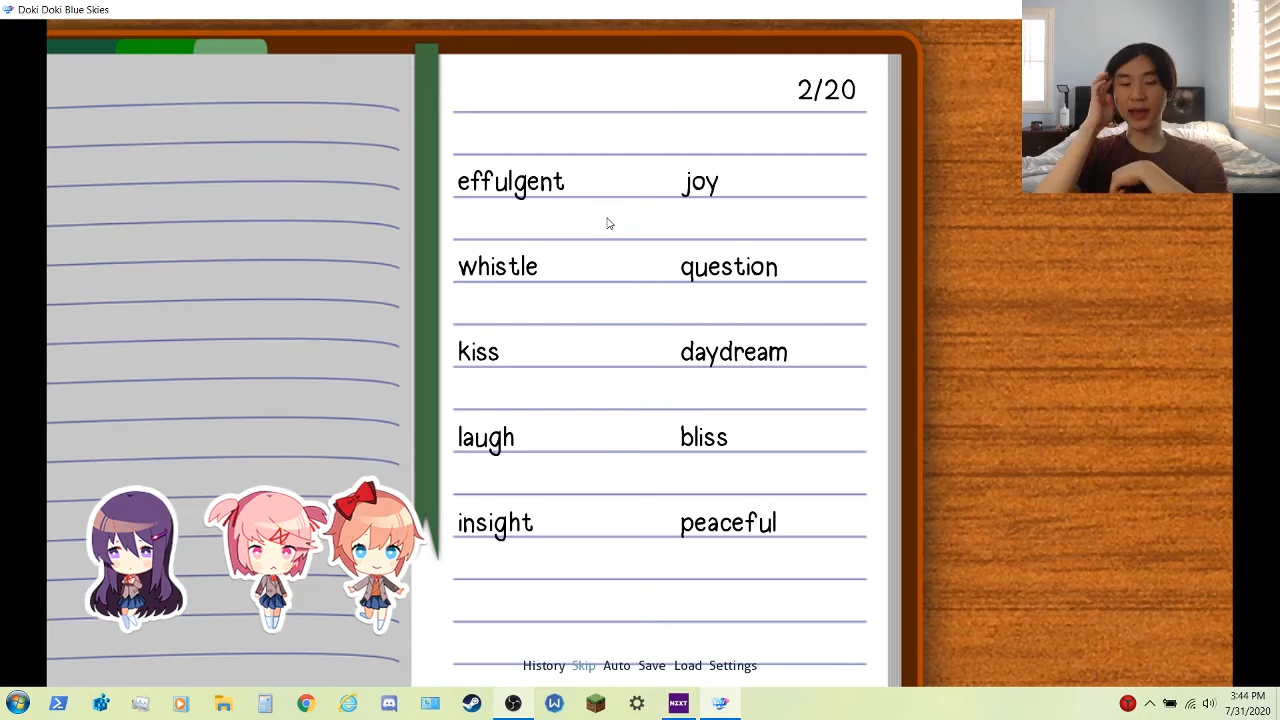 Doki Doki Blue Skies
2/20
effulgent joy
whistle question
kiss daydream
laugh bliss
insight peaceful
History Skip Auto Save Load Settings
NZXT
3:44 PM
7/31/2020